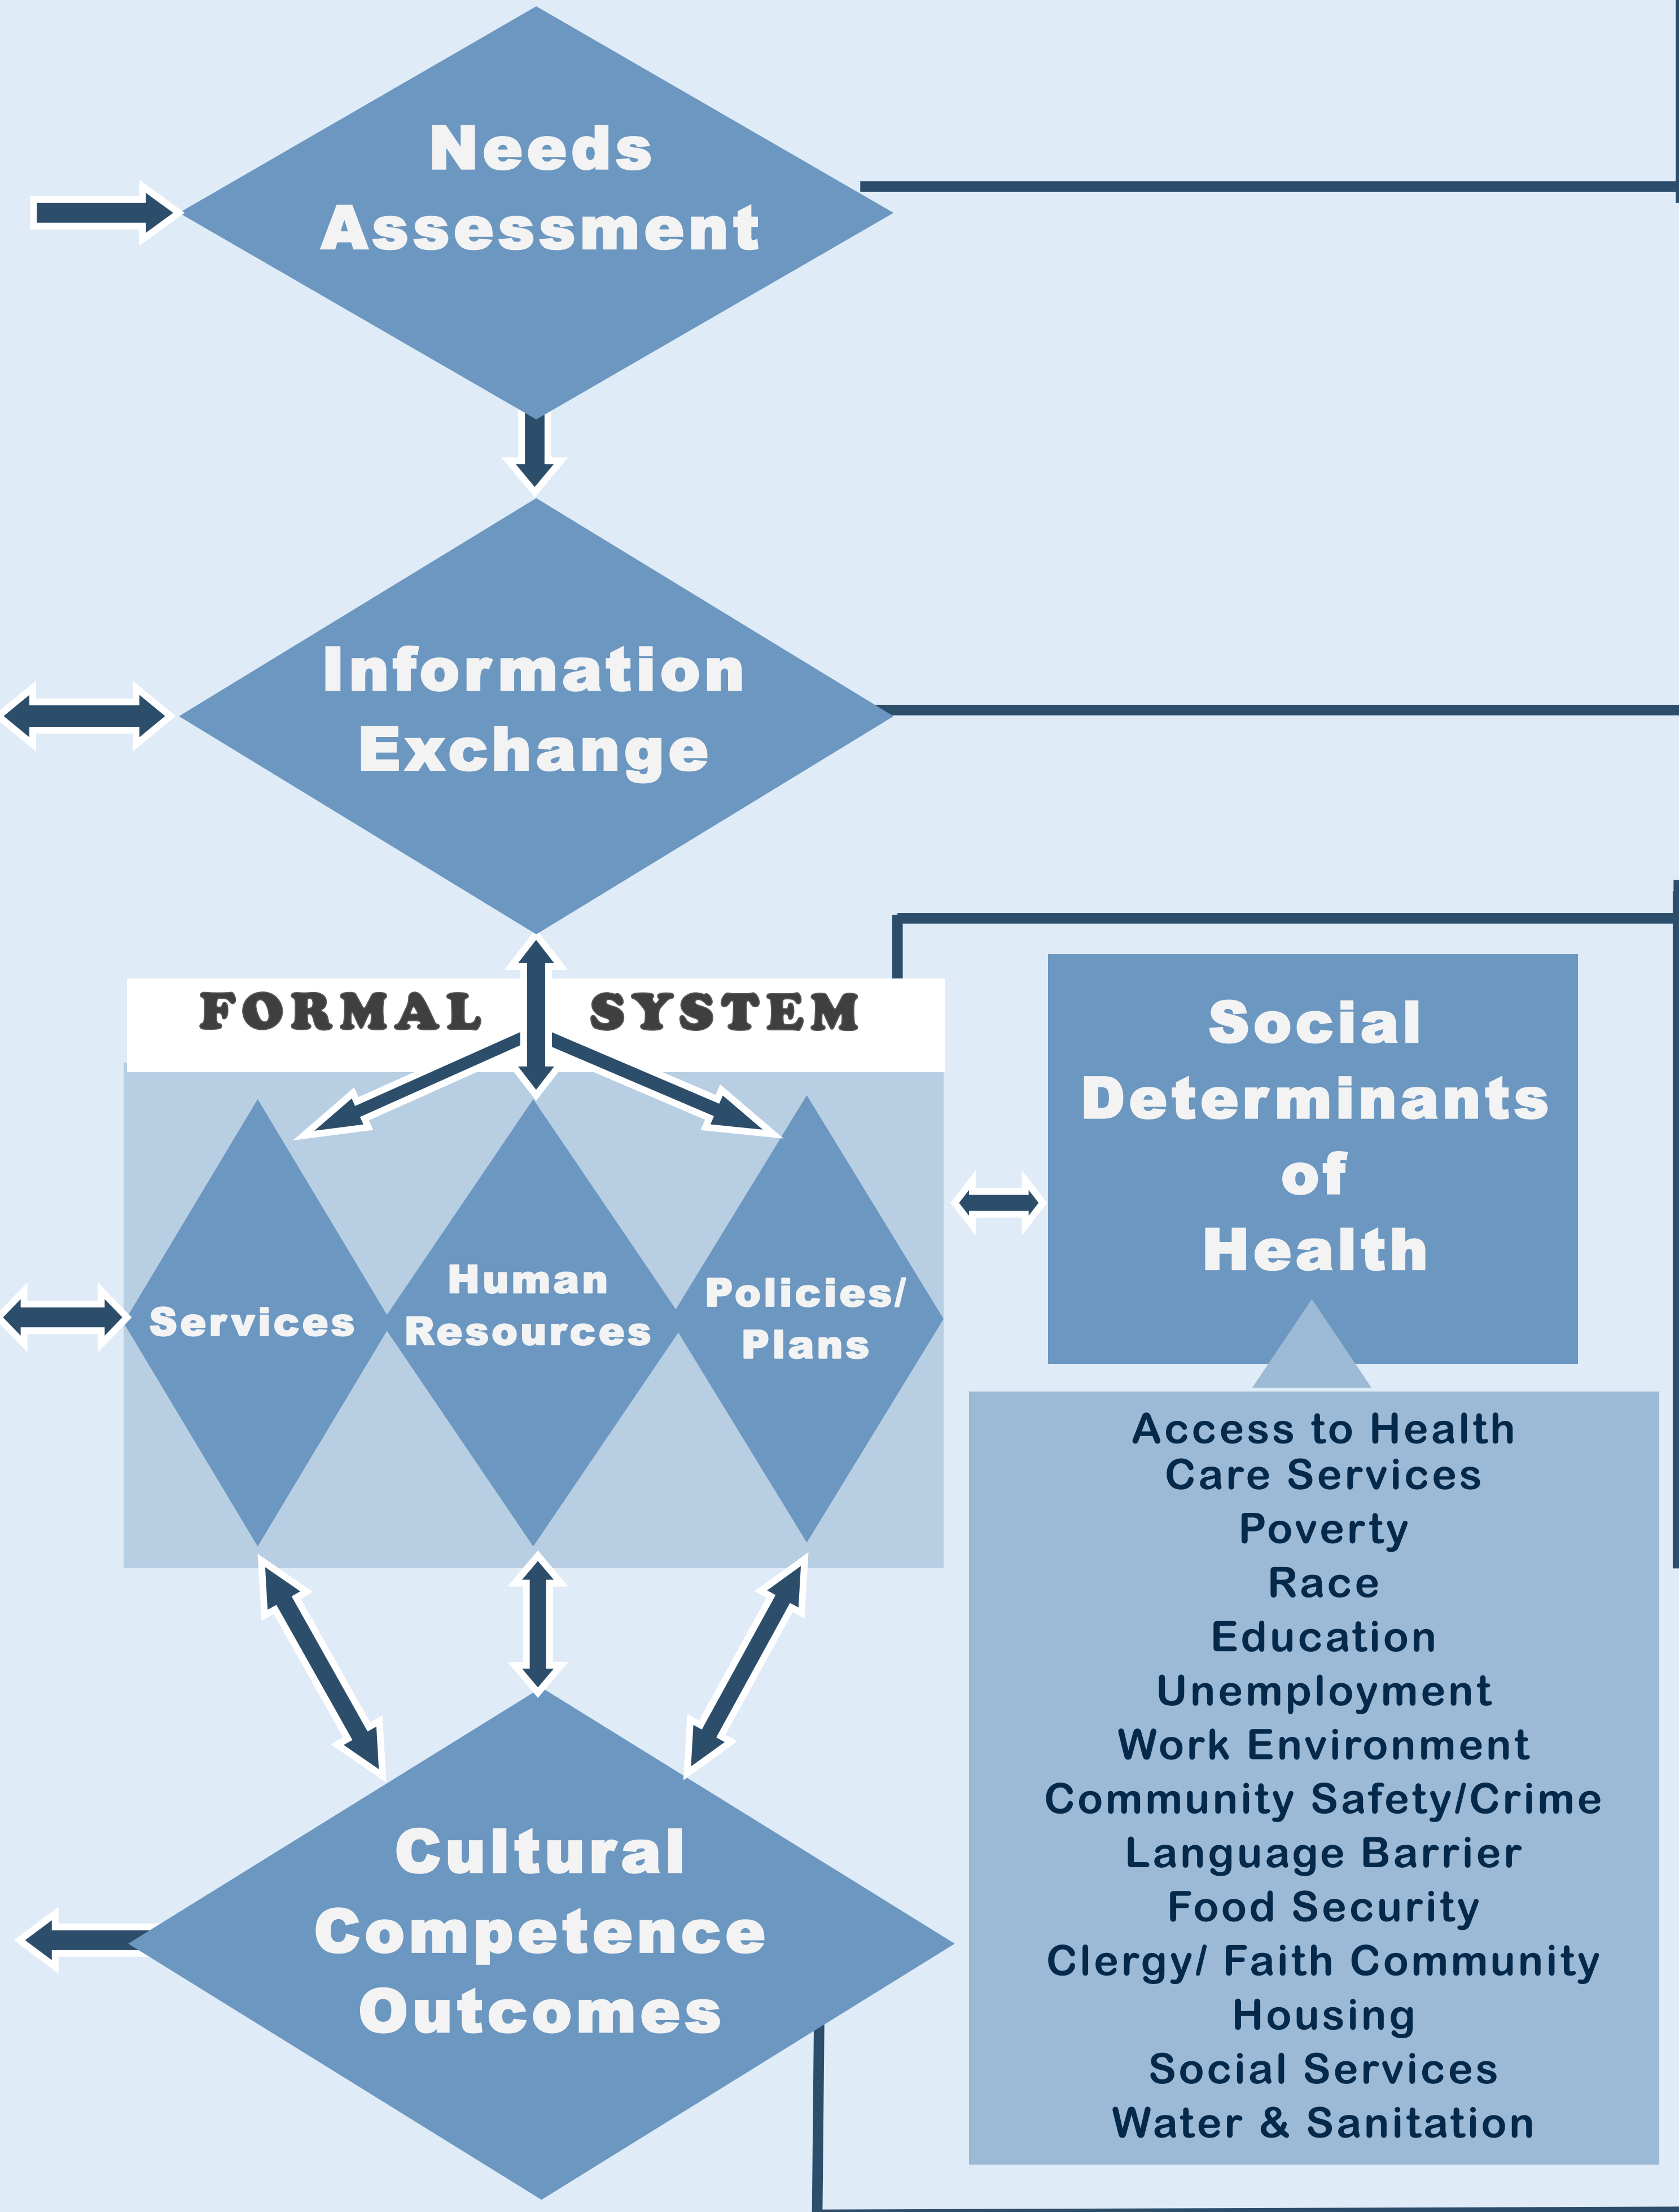 Needs
Assessment
Information
Exchange
FORMAL SYSTEM
Services
Human
Resources
Policies/
Plans
Social
Determinants
of
Health
Access to Health
Care Services
Poverty
Race
Education
Unemployment
Work Environment
Community Safety/Crime
Language Barrier
Food Security
Clergy/ Faith Community
Housing
Social Services
Water & Sanitation
Cultural
Competence
Outcomes